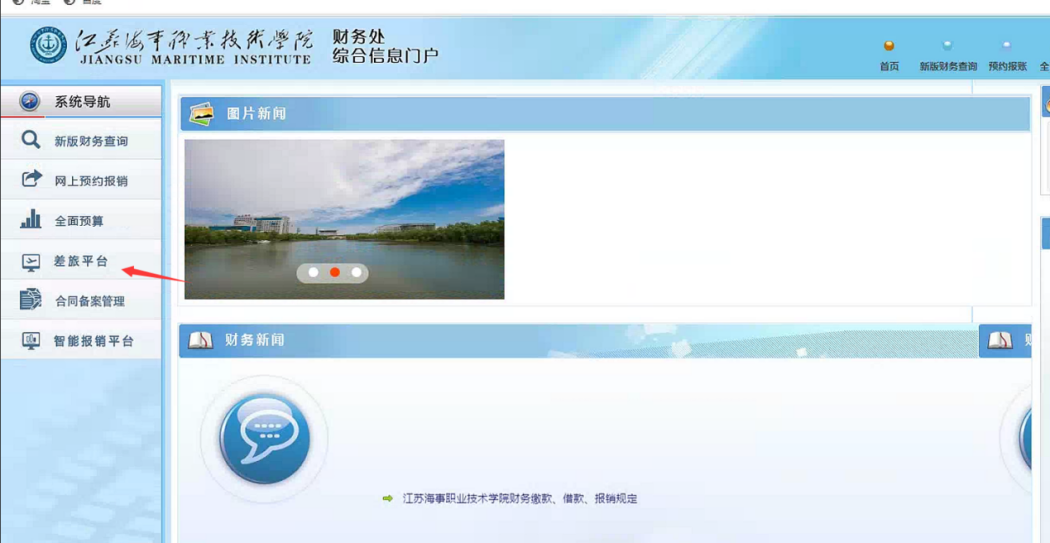 淘宝 百度
江苏海事职业技术学院
JIANGSU MARITIME INSTITUTE
财务处
综合信息门户
首页 新版财务查询 预约报账 全
系统导航
新版财务查询
网上预约报销
全面预算
差旅平台
合同备案管理
智能报销平台
图片新闻
财务新闻
江苏海事职业技术学院财务缴款、借款、报销规定